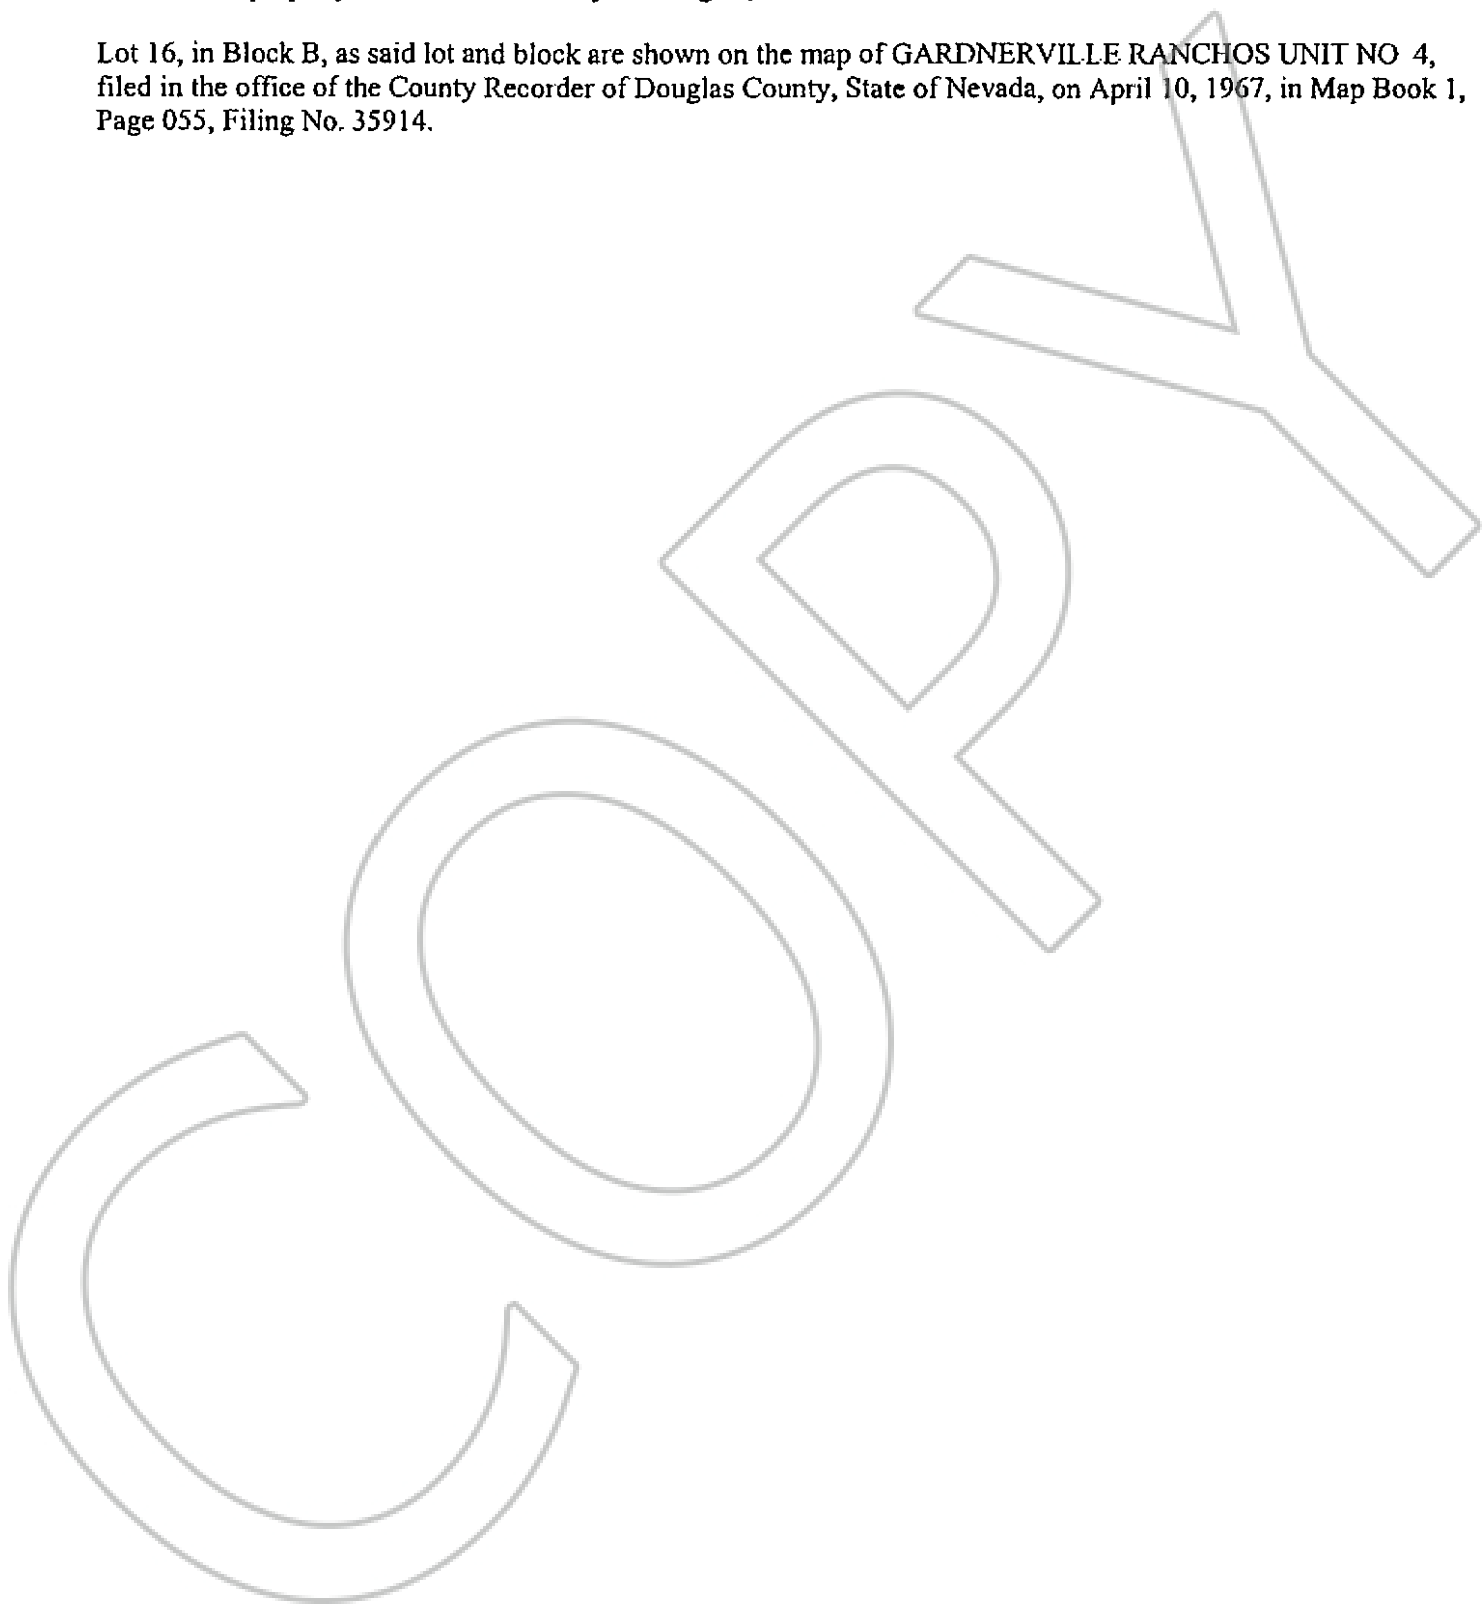 Lot 16, in Block B, as said lot and block are shown on the map of GARDNERVILLE RANCHOS UNIT NO 4,
filed in the office of the County Recorder of Douglas County, State of Nevada, on April 10, 1967, in Map Book 1,
Page 055, Filing No. 35914.
COPY